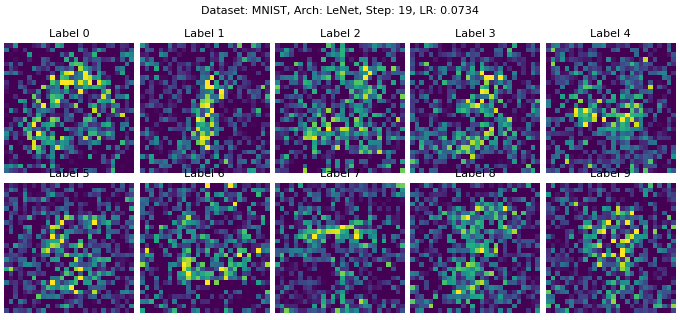 Dataset: MNIST, Arch: LeNet, Step: 19, LR: 0.0734
Label 0 Label 1 Label 2 Label 3 Label 4
Label 5 Label 6 Label 7 Label 8 Label 9